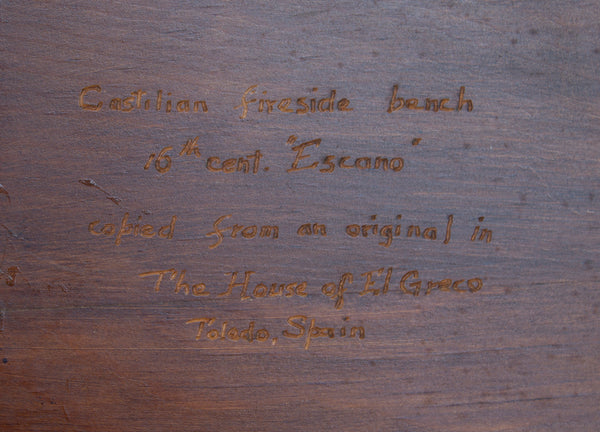 Castilian fireside bench
16th cent. "Escano"
copied from an original in
The House of El Greco
Toledo, Spain